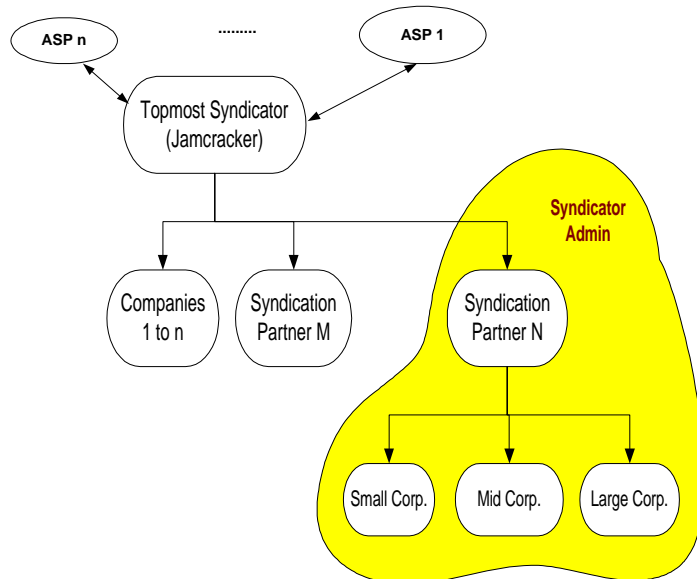 ASP n
.........
ASP 1
Topmost Syndicator
(Jamcracker)
Syndicator
Admin
Companies
1 to n
Syndication
Partner M
Syndication
Partner N
Small Corp.
Mid Corp.
Large Corp.